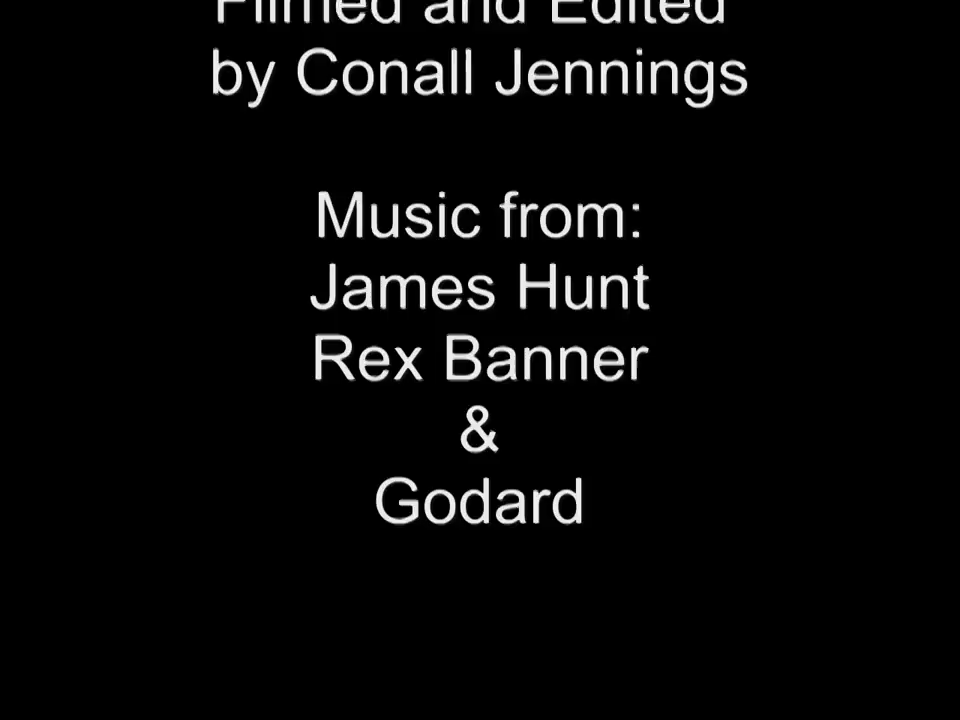 Filmed and Edited
by Conall Jennings
Music from:
James Hunt
Rex Banner
&
Godard